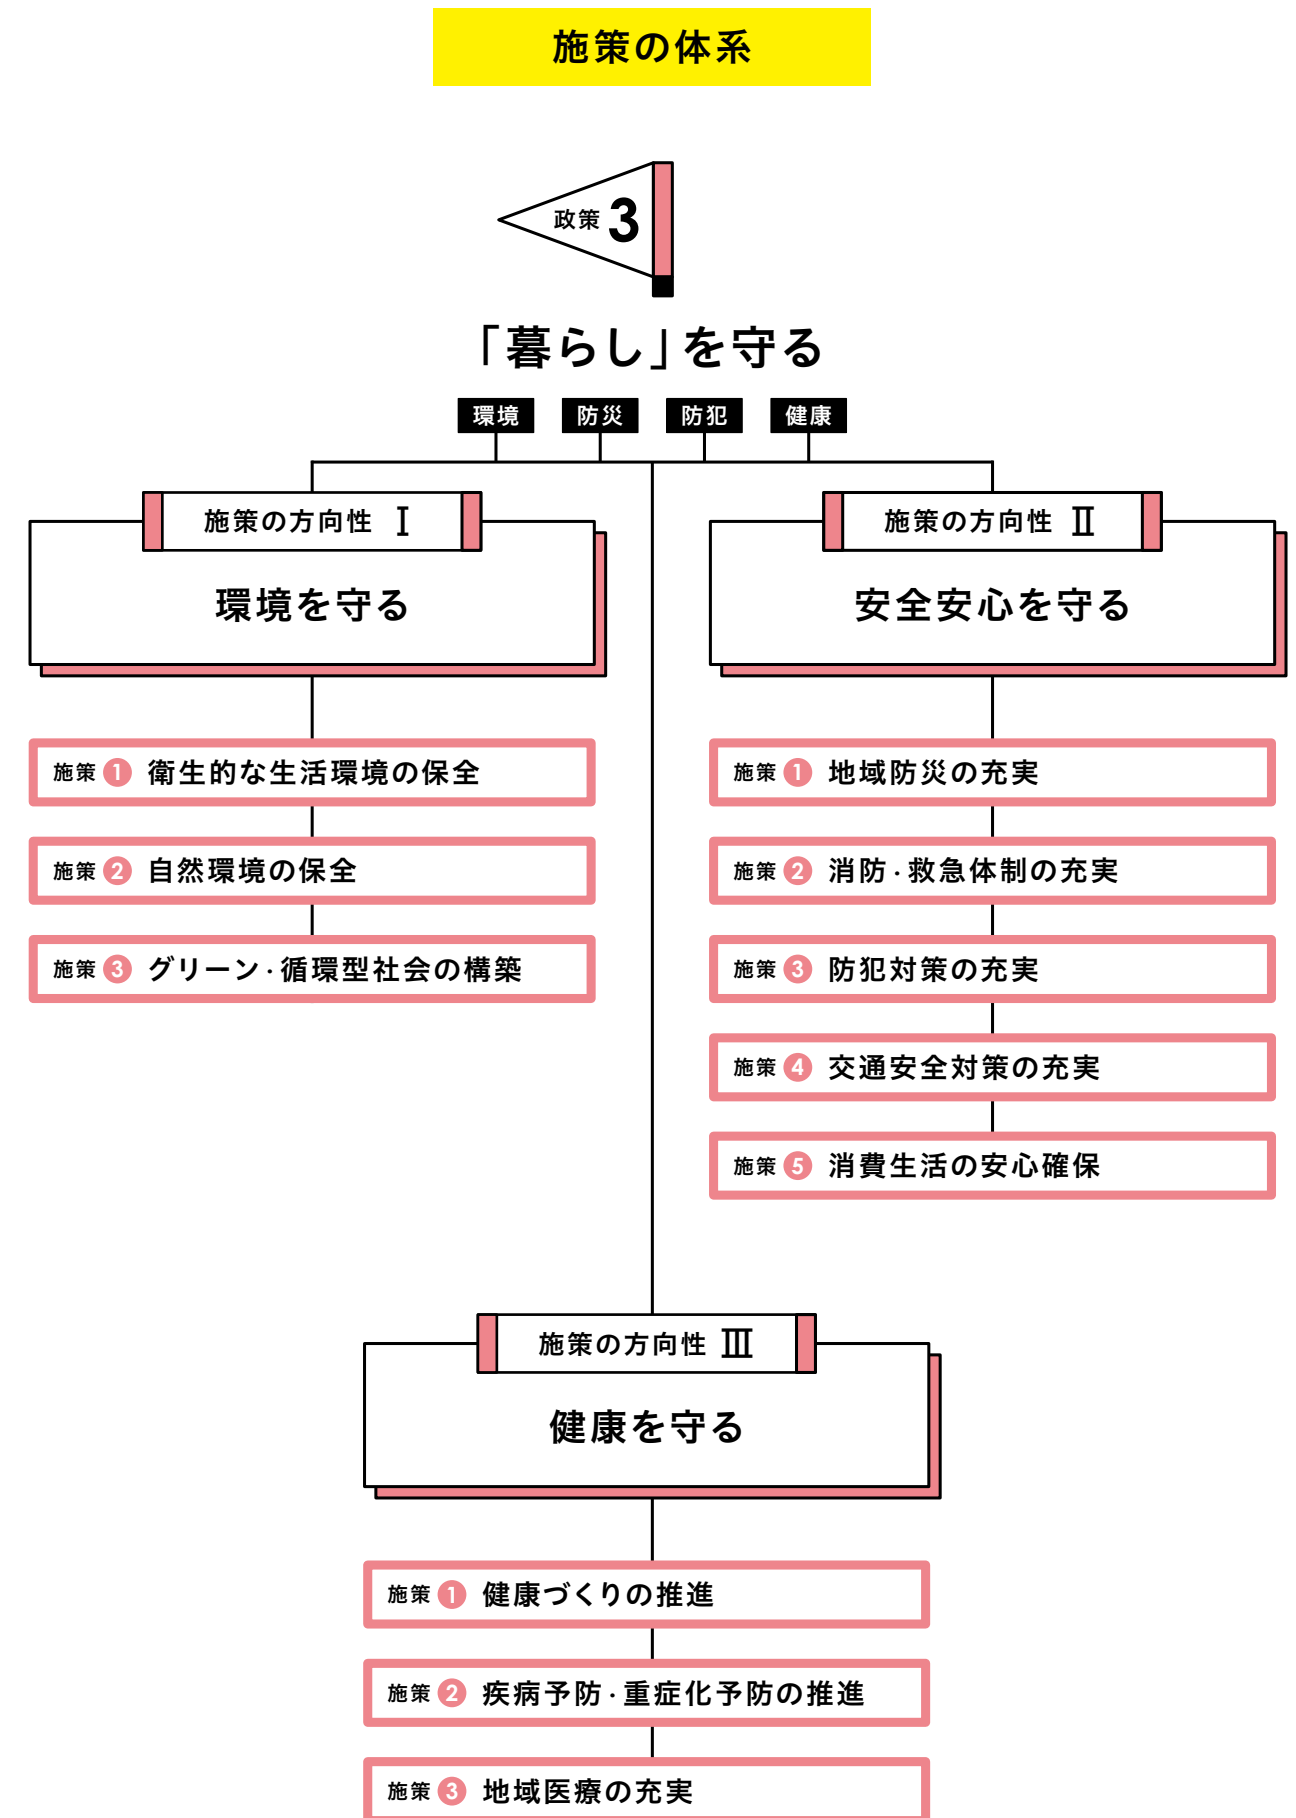 施策の体系
政策 3
「暮らし」を守る
環境 防災 防犯 健康
施策の方向性 Ⅰ
環境を守る
施策 1 衛生的な生活環境の保全
施策 2 自然環境の保全
施策 3 グリーン・循環型社会の構築
施策の方向性 Ⅱ
安全安心を守る
施策 1 地域防災の充実
施策 2 消防・救急体制の充実
施策 3 防犯対策の充実
施策 4 交通安全対策の充実
施策 5 消費生活の安心確保
施策の方向性 Ⅲ
健康を守る
施策 1 健康づくりの推進
施策 2 疾病予防・重症化予防の推進
施策 3 地域医療の充実